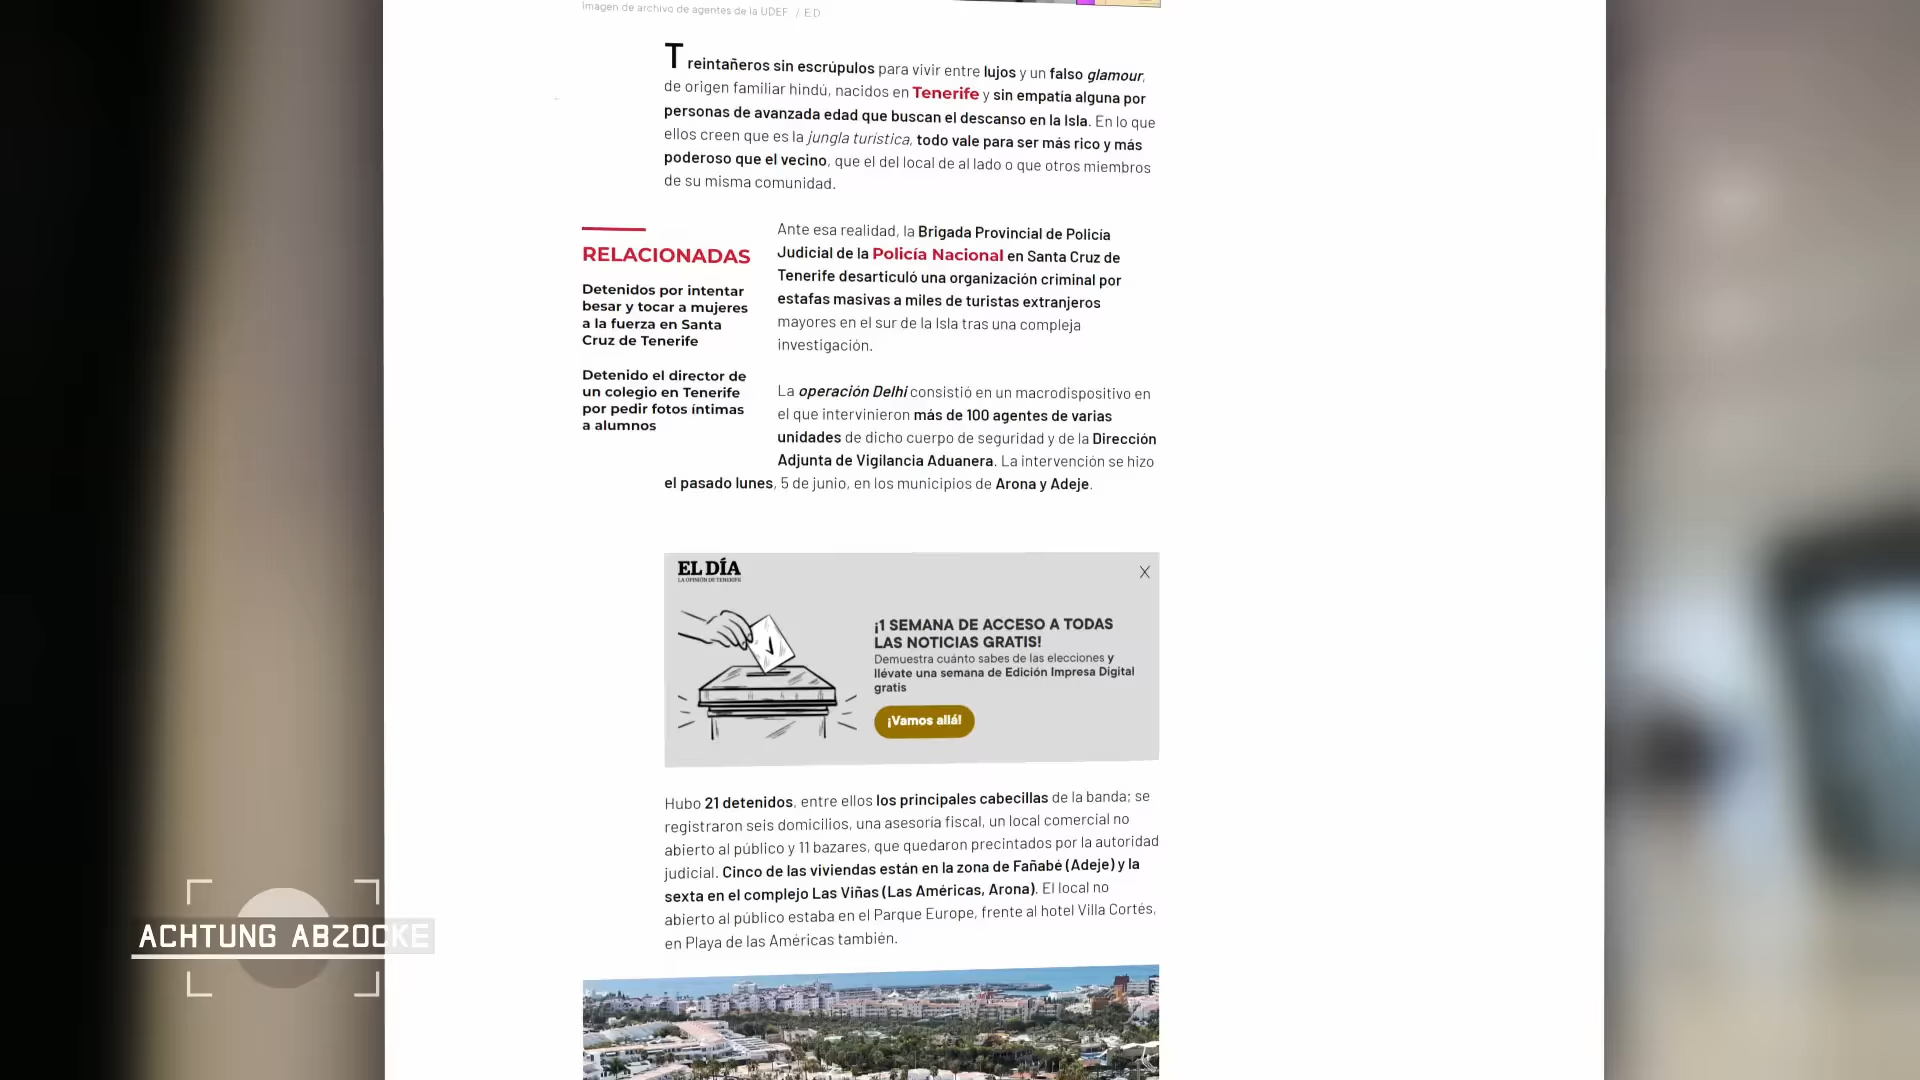 Imagen de archivo de agentes de la UDEF / E.D
Treintañeros sin escrúpulos para vivir entre lujos y un falso glamour,
de origen familiar hindú, nacidos en Tenerife y sin empatía alguna por
personas de avanzada edad que buscan el descanso en la Isla. En lo que
ellos creen que es la jungla turística, todo vale para ser más rico y más
poderoso que el vecino, que el del local de al lado o que otros miembros
de su misma comunidad.
RELACIONADAS
Detenidos por intentar
besar y tocar a mujeres
a la fuerza en Santa
Cruz de Tenerife
Detenido el director de
un colegio en Tenerife
por pedir fotos íntimas
a alumnos
Ante esa realidad, la Brigada Provincial de Policía
Judicial de la Policía Nacional en Santa Cruz de
Tenerife desarticuló una organización criminal por
estafas masivas a miles de turistas extranjeros
mayores en el sur de la Isla tras una compleja
investigación.
La operación Delhi consistió en un macrodispositivo en
el que intervinieron más de 100 agentes de varias
unidades de dicho cuerpo de seguridad y de la Dirección
Adjunta de Vigilancia Aduanera. La intervención se hizo
el pasado lunes, 5 de junio, en los municipios de Arona y Adeje.
EL DÍA
LA OPINIÓN DE TENERIFE
X
¡1 SEMANA DE ACCESO A TODAS
LAS NOTICIAS GRATIS!
Demuestra cuánto sabes de las elecciones y
llévate una semana de Edición Impresa Digital
gratis
¡Vamos allá!
Hubo 21 detenidos, entre ellos los principales cabecillas de la banda; se
registraron seis domicilios, una asesoría fiscal, un local comercial no
abierto al público y 11 bazares, que quedaron precintados por la autoridad
judicial. Cinco de las viviendas están en la zona de Fañabé (Adeje) y la
sexta en el complejo Las Viñas (Las Américas, Arona). El local no
abierto al público estaba en el Parque Europe, frente al hotel Villa Cortés,
en Playa de las Américas también.
ACHTUNG ABZOCKE